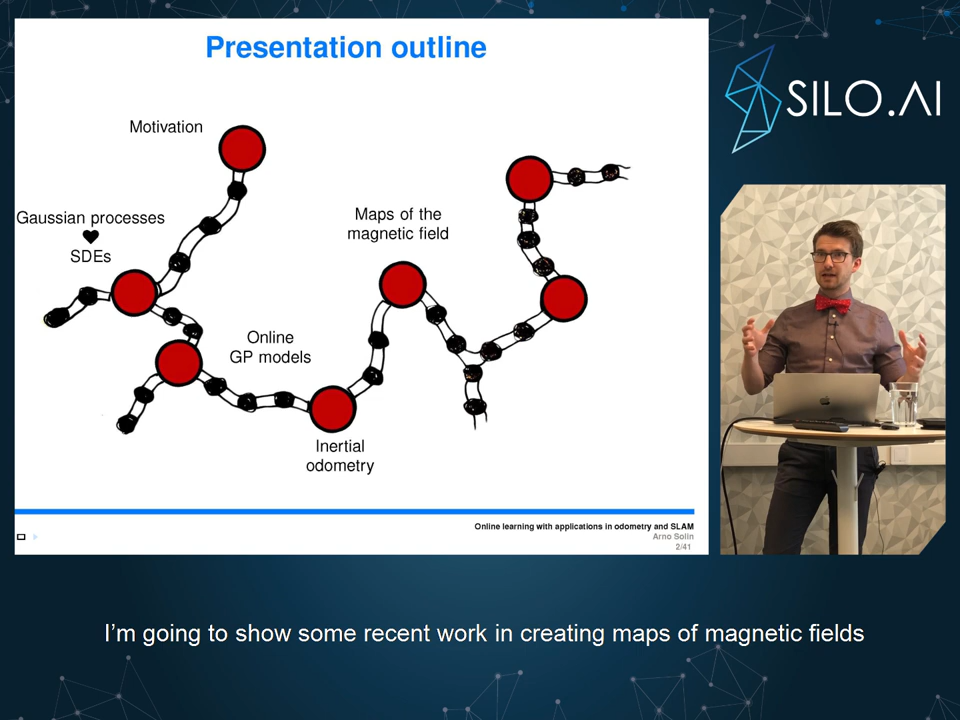 Presentation outline
SILO.AI
Motivation
Gaussian processes
♥
SDEs
Maps of the
magnetic field
Online
GP models
Inertial
odometry
Online learning with applications in odometry and SLAM
Arno Solin
2/41
I'm going to show some recent work in creating maps of magnetic fields